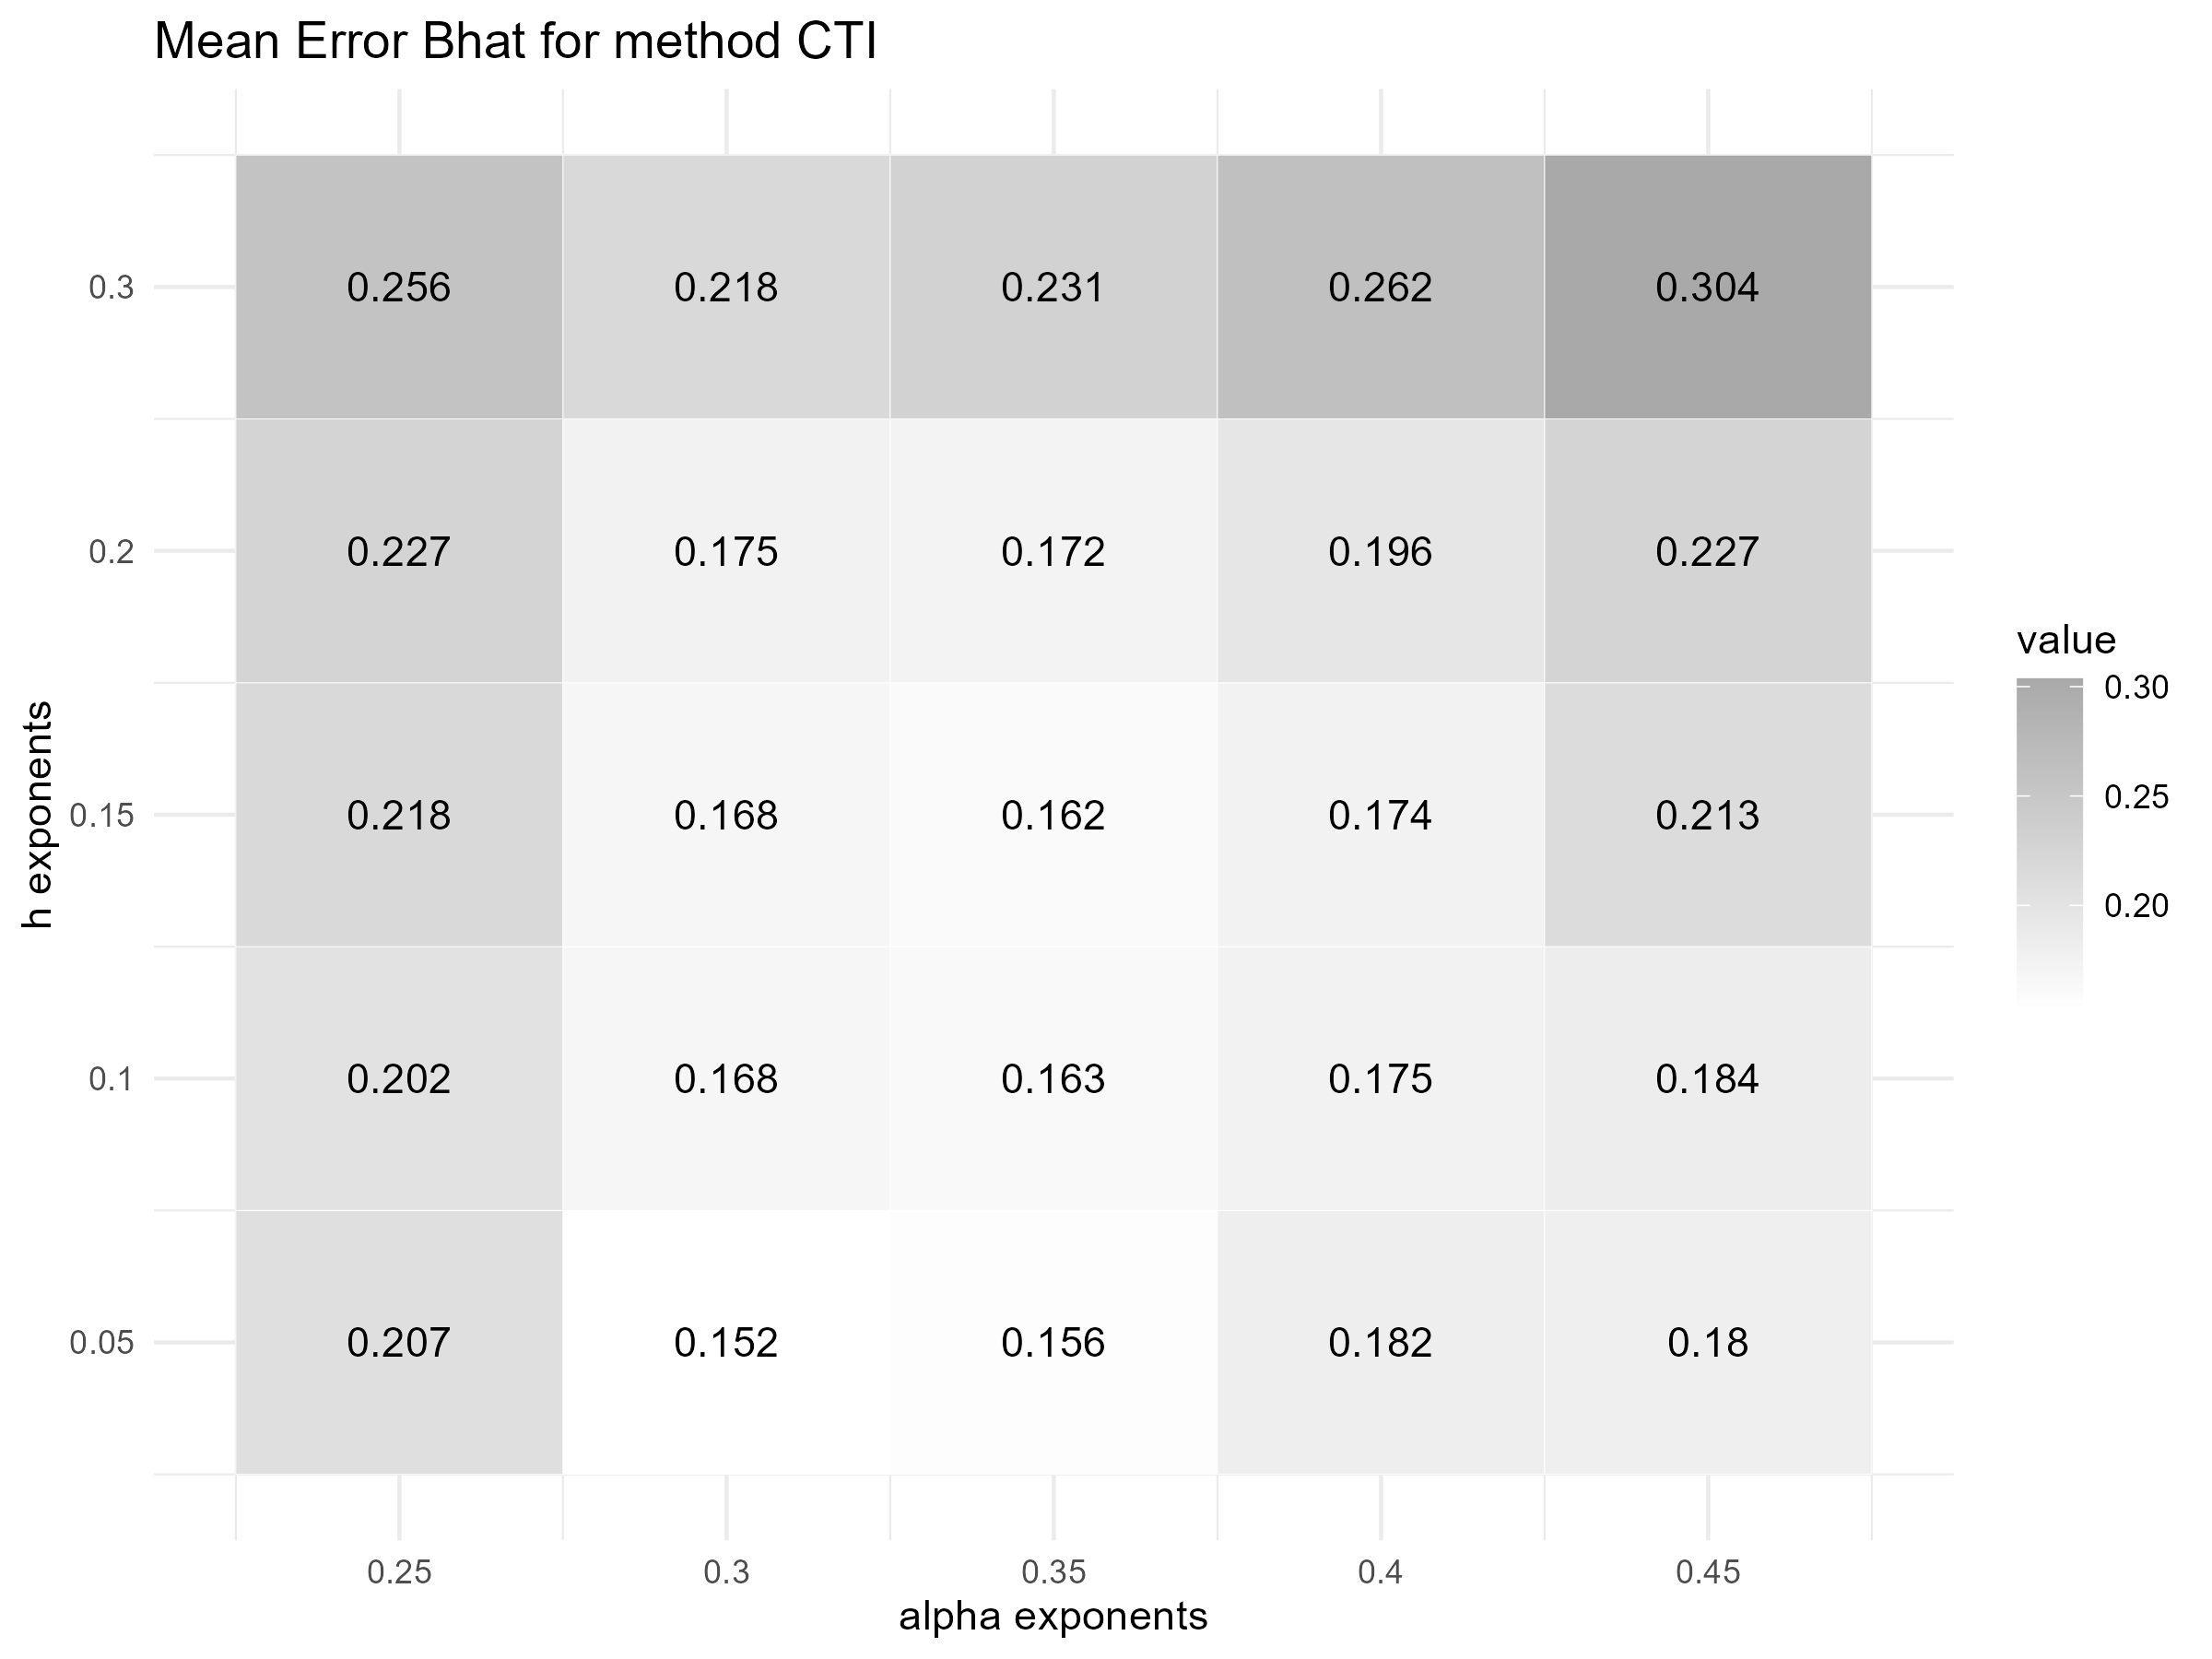 Mean Error Bhat for method CTI
0.3 0.256 0.218 0.231 0.262 0.304
0.2 0.227 0.175 0.172 0.196 0.227
0.15 0.218 0.168 0.162 0.174 0.213
0.1 0.202 0.168 0.163 0.175 0.184
0.05 0.207 0.152 0.156 0.182 0.18
0.25 0.3 0.35 0.4 0.45
alpha exponents
h exponents
value
0.30
0.25
0.20